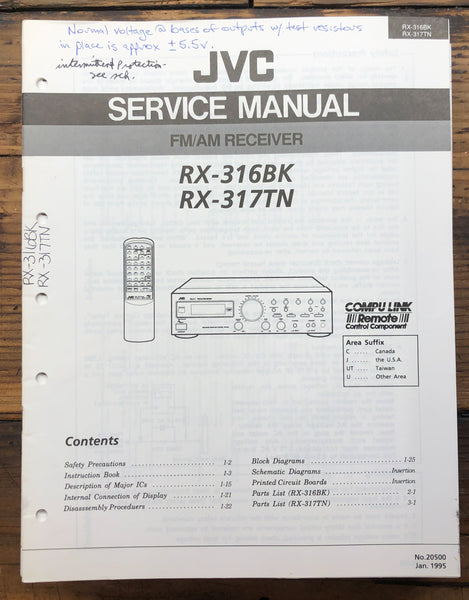 Normal voltage @ bases of outputs w/ test resistors
in place is approx ±5.5v.
intermittent protection-
see sch.
RX-316BK
RX-317TN
JVC
SERVICE MANUAL
FM/AM RECEIVER
RX-316BK
RX-317TN
RX-316BK
RX-317TN
JVC
JVC
COMPU LINK
Remote
Control Component
Area Suffix
C ..... Canada
J ..... the U.S.A.
UT .... Taiwan
U ..... Other Area
Contents
Safety Precautions ........................ 1-2
Instruction Book .......................... 1-3
Description of Major ICs .................. 1-15
Internal Connection of Display ............ 1-21
Disasssembly Proceduers ................... 1-22
Block Diagrams ............................ 1-25
Schematic Diagrams ................... Insertion
Printed Circuit Boards ............... Insertion
Parts List (RX-316BK) ..................... 2-1
Parts List (RX-317TN) ..................... 3-1
No.20500
Jan. 1995